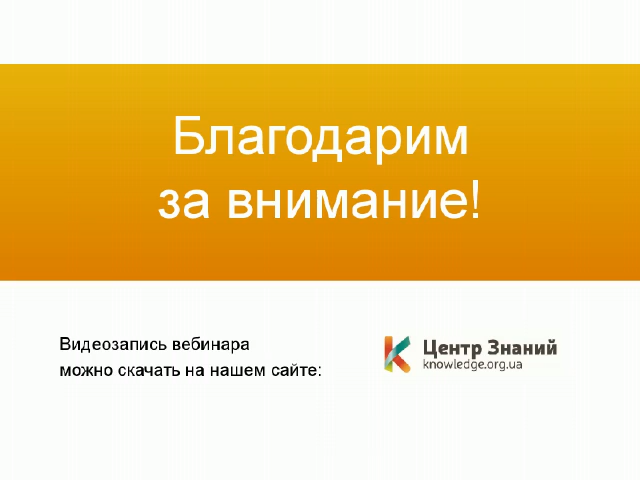 Благодарим
за внимание!
Видеозапись вебинара
можно скачать на нашем сайте:
Центр Знаний
knowledge.org.ua